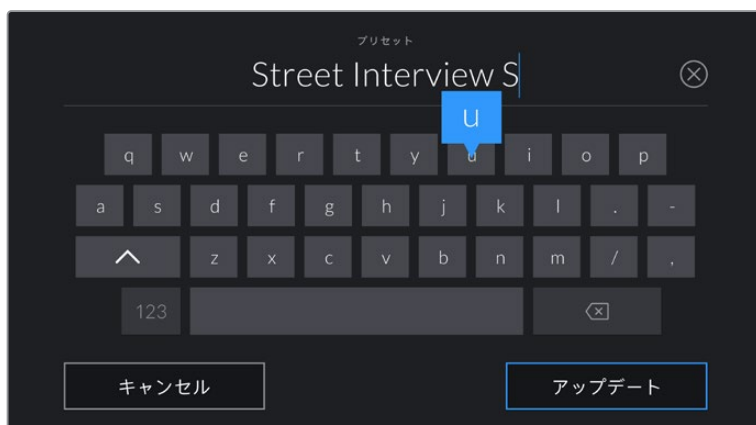 プリセット
Street Interview S
u
q w e r t y u i o p
a s d f g h j k l . -
z x c v b n m / ,
123
キャンセル アップデート